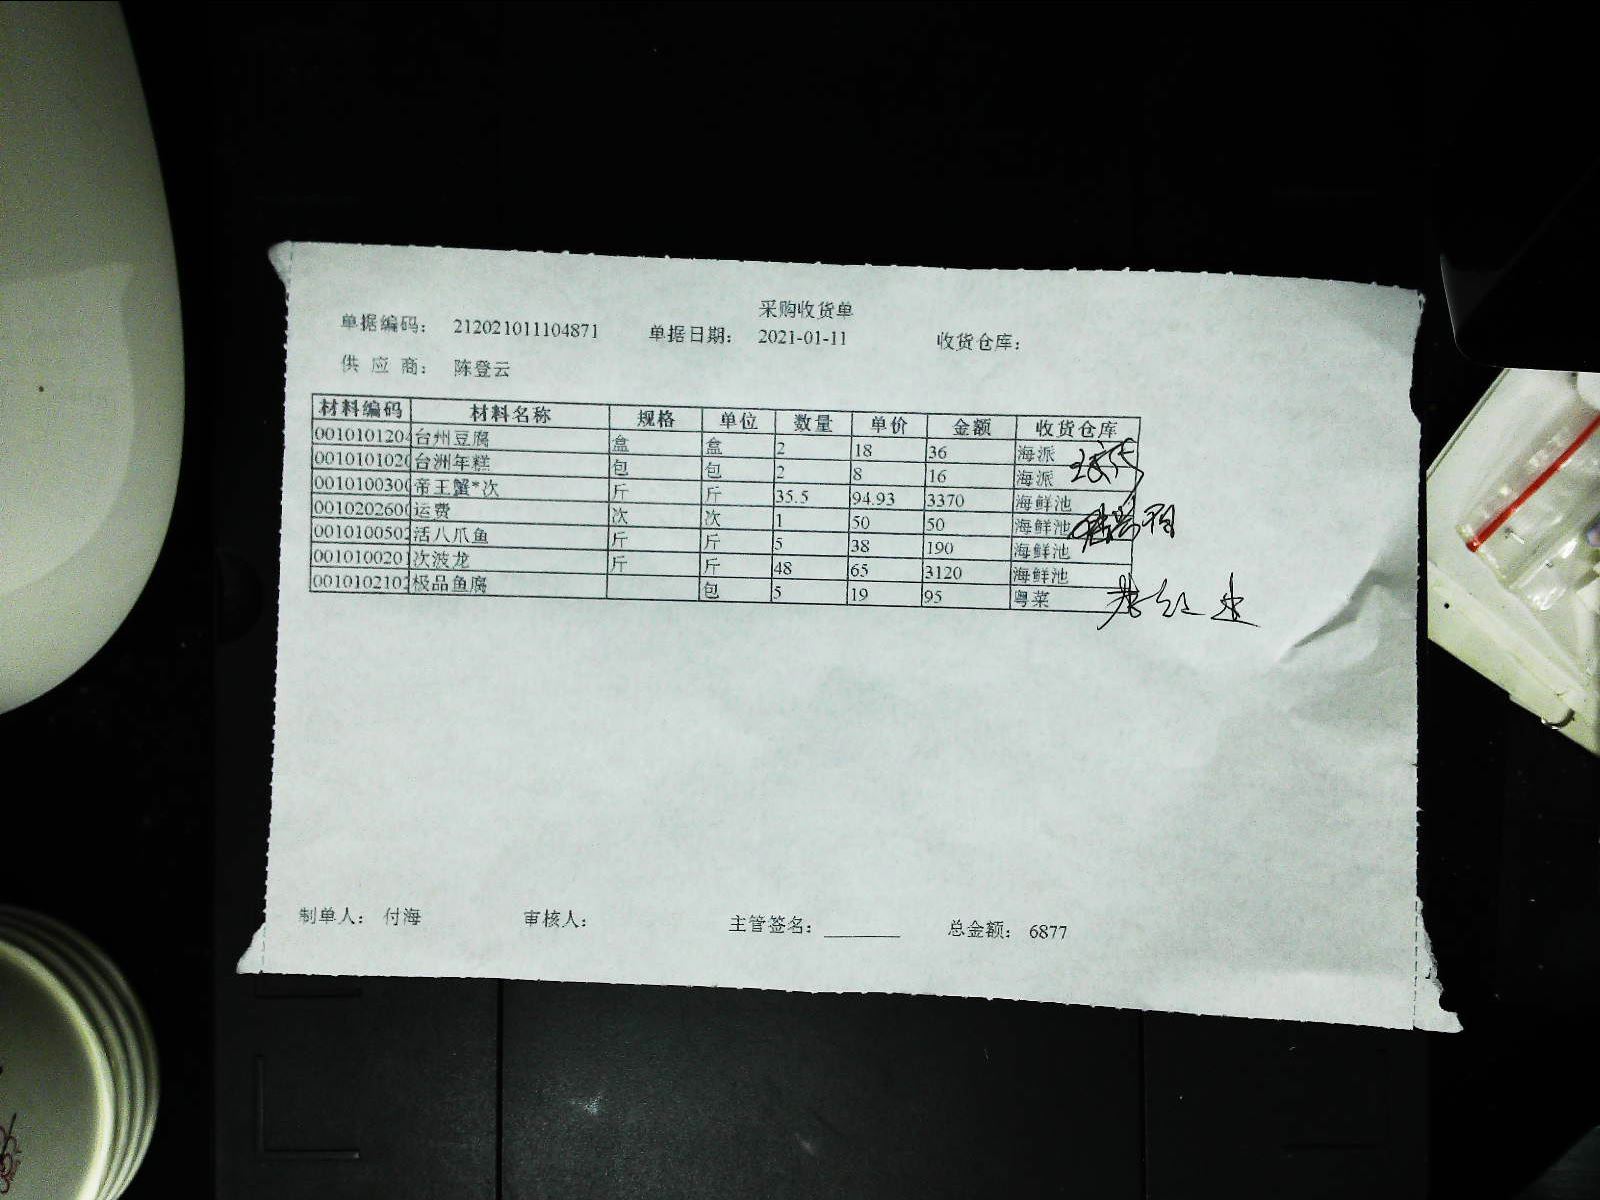 采购收货单
单据编码： 212021011104871 单据日期： 2021-01-11 收货仓库：
供 应 商： 陈登云
材料编码 材料名称 规格 单位 数量 单价 金额 收货仓库
0010101204 台州豆腐 盒 盒 2 18 36 海派
0010101020 台洲年糕 包 包 2 8 16 海派
0010100300 帝王蟹*次 斤 斤 35.5 94.93 3370 海鲜池
0010202600 运费 次 次 1 50 50 海鲜池
0010100502 活八爪鱼 斤 斤 5 38 190 海鲜池
0010100201 次波龙 斤 斤 48 65 3120 海鲜池
0010102102 极品鱼腐 包 5 19 95 粤菜
制单人： 付海 审核人： 主管签名： 总金额： 6877